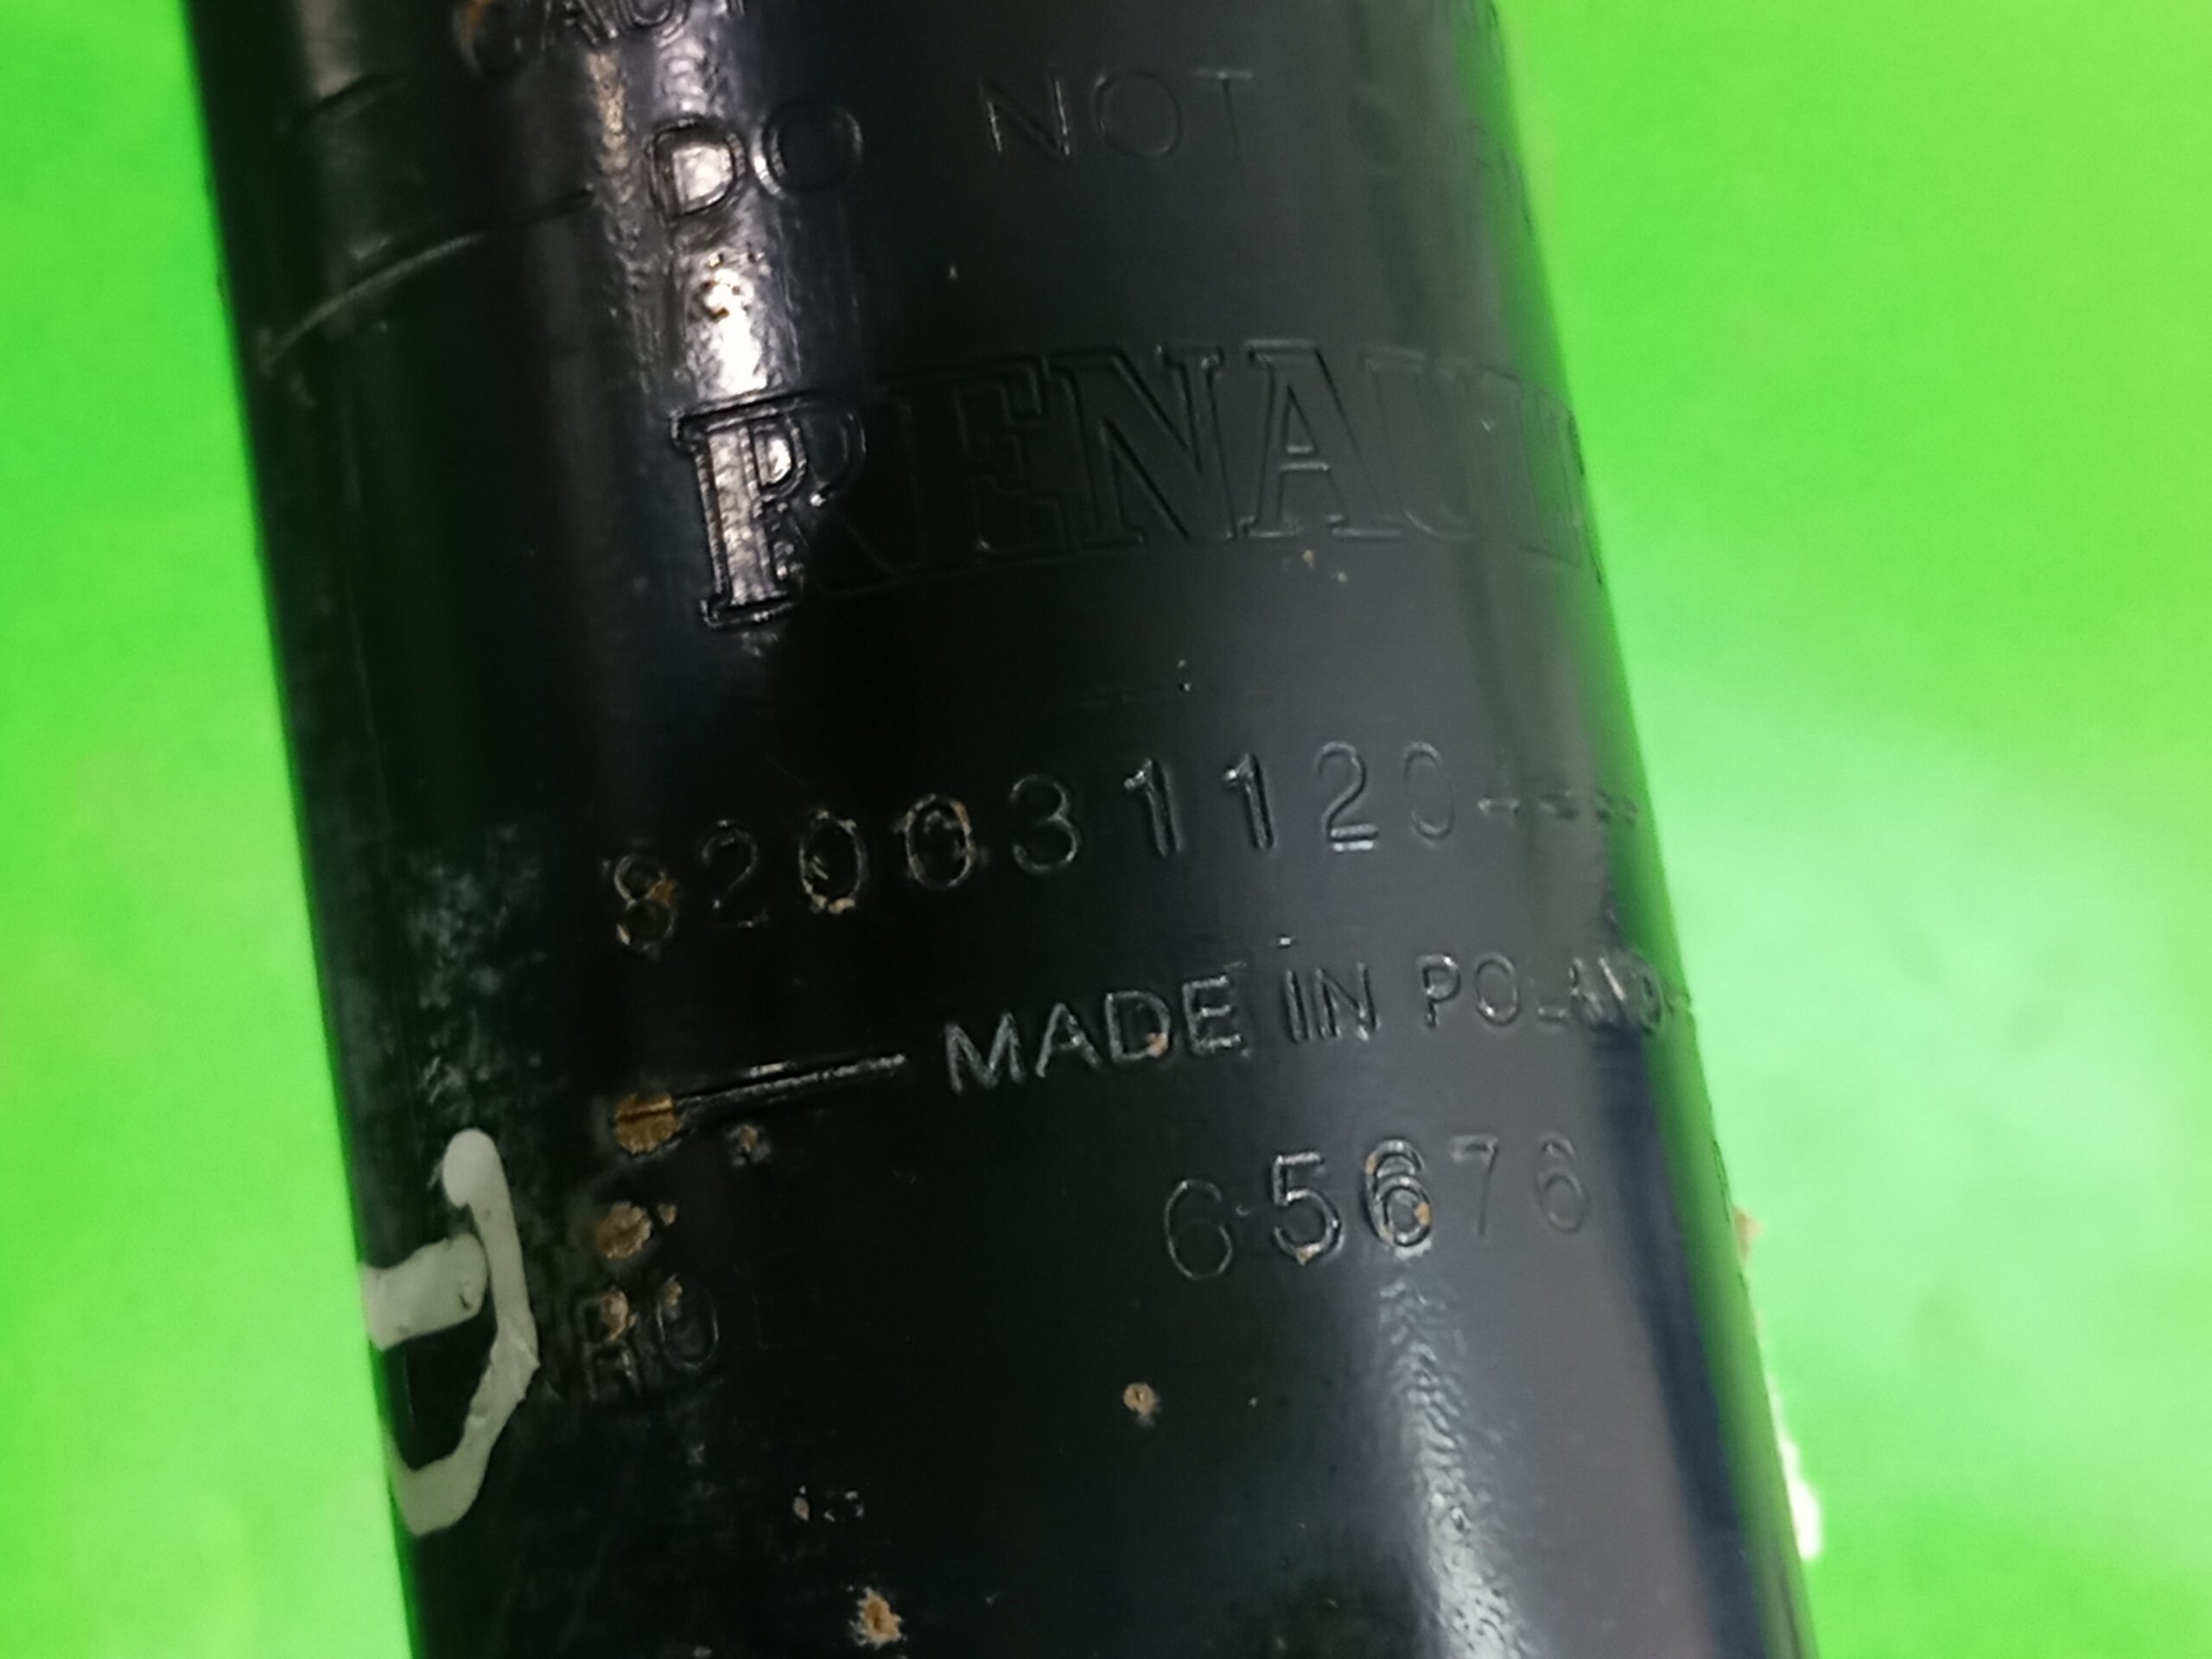 DO NOT
RENAULT
8200311204---
MADE IN POLAND
65676